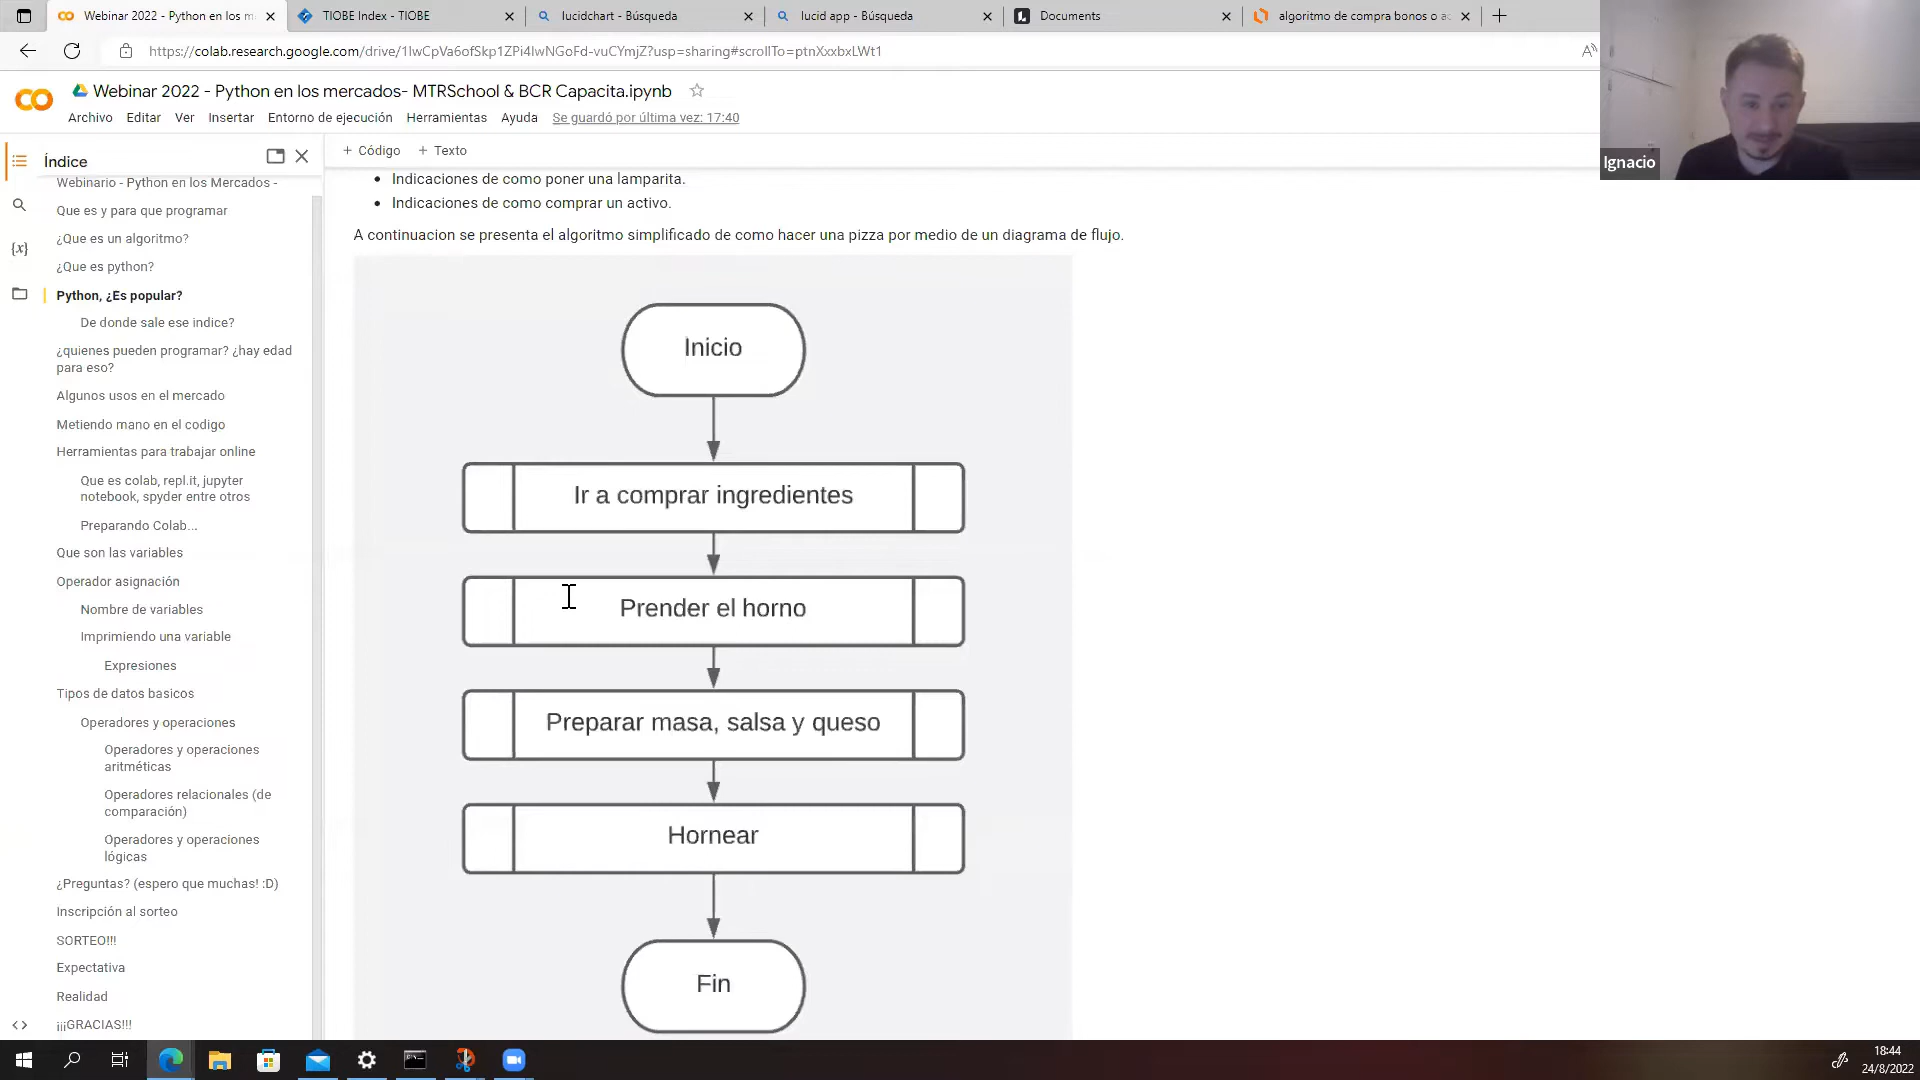 Webinar 2022 - Python en los m
TIOBE Index - TIOBE
lucidchart - Búsqueda
lucid app - Búsqueda
Documents
algoritmo de compra bonos o ac
https://colab.research.google.com/drive/1IwCpVa6ofSkp1ZPi4IwNGoFd-vuCYmjZ?usp=sharing#scrollTo=ptnXxxbxLWt1
Webinar 2022 - Python en los mercados- MTRSchool & BCR Capacita.ipynb
Archivo Editar Ver Insertar Entorno de ejecución Herramientas Ayuda Se guardó por última vez: 17:40
Ignacio
Índice
+ Código + Texto
Webinario - Python en los Mercados -
Que es y para que programar
¿Que es un algoritmo?
¿Que es python?
Python, ¿Es popular?
De donde sale ese indice?
¿quienes pueden programar? ¿hay edad
para eso?
Algunos usos en el mercado
Metiendo mano en el codigo
Herramientas para trabajar online
Que es colab, repl.it, jupyter
notebook, spyder entre otros
Preparando Colab...
Que son las variables
Operador asignación
Nombre de variables
Imprimiendo una variable
Expresiones
Tipos de datos basicos
Operadores y operaciones
Operadores y operaciones
aritméticas
Operadores relacionales (de
comparación)
Operadores y operaciones
lógicas
¿Preguntas? (espero que muchas! :D)
Inscripción al sorteo
SORTEO!!!
Expectativa
Realidad
¡¡¡GRACIAS!!!
• Indicaciones de como poner una lamparita.
• Indicaciones de como comprar un activo.
A continuacion se presenta el algoritmo simplificado de como hacer una pizza por medio de un diagrama de flujo.
Inicio
Ir a comprar ingredientes
Prender el horno
Preparar masa, salsa y queso
Hornear
Fin
18:44
24/8/2022